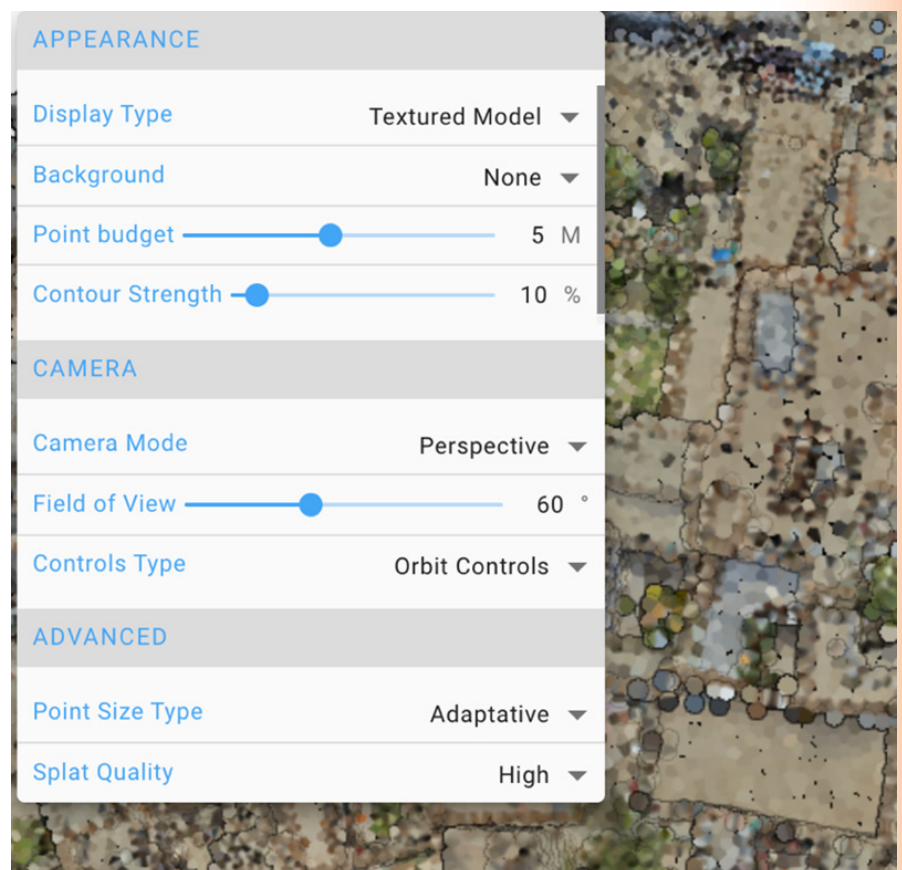 APPEARANCE
Display Type Textured Model
Background None
Point budget 5 M
Contour Strength 10 %
CAMERA
Camera Mode Perspective
Field of View 60 °
Controls Type Orbit Controls
ADVANCED
Point Size Type Adaptative
Splat Quality High